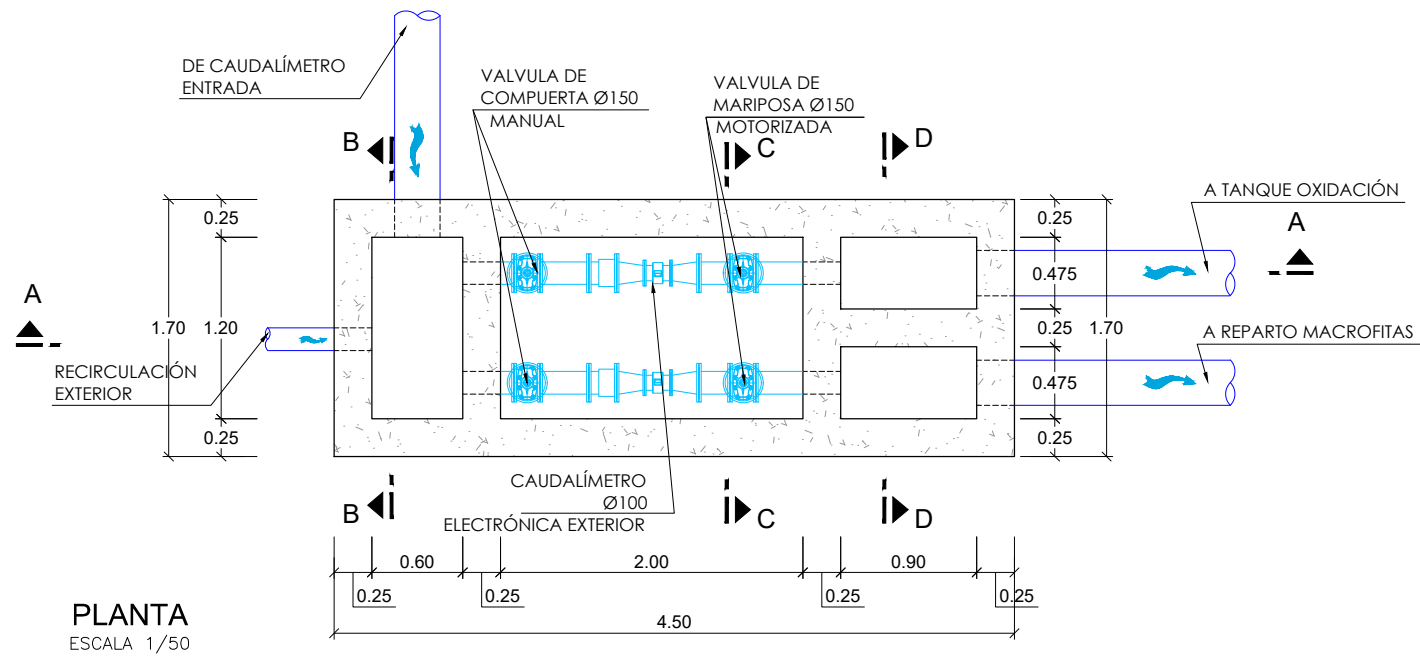 DE CAUDALÍMETRO
ENTRADA
VALVULA DE
COMPUERTA Ø150
MANUAL
VALVULA DE
MARIPOSA Ø150
MOTORIZADA
B
C
D
A TANQUE OXIDACIÓN
A
0.25
0.25
0.475
A
1.70
1.20
0.25
1.70
A REPARTO MACROFITAS
RECIRCULACIÓN
EXTERIOR
0.475
0.25
0.25
CAUDALÍMETRO
Ø100
ELECTRÓNICA EXTERIOR
B
C
D
0.60
2.00
0.90
0.25
0.25
0.25
0.25
4.50
PLANTA
ESCALA 1/50